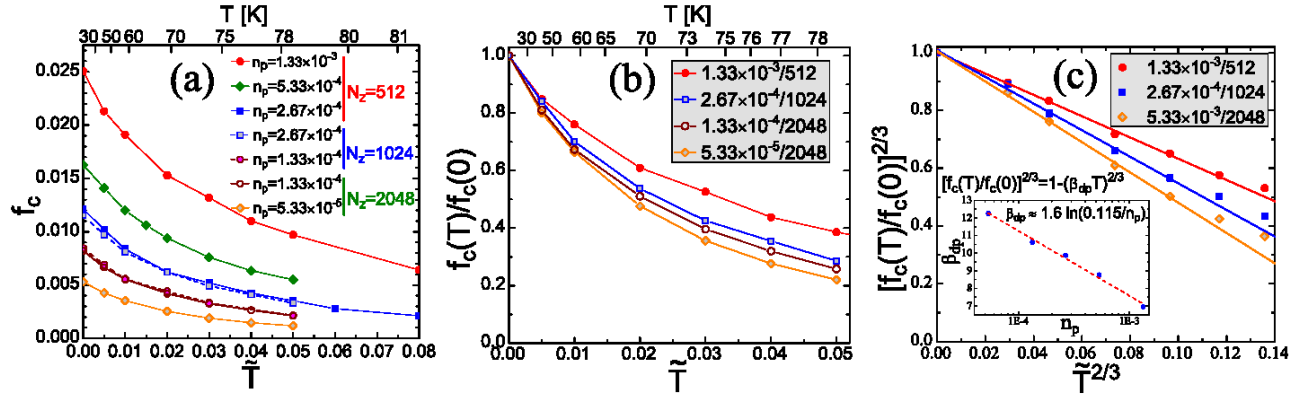 T [K]
30 50 60 70 75 78 80 81
(a)
n_p=1.33×10^-3
n_p=5.33×10^-4
n_p=2.67×10^-4
n_p=2.67×10^-4
n_p=1.33×10^-4
n_p=1.33×10^-4
n_p=5.33×10^-5
N_z=512
N_z=1024
N_z=2048
f_c
0.025
0.020
0.015
0.010
0.005
0.000
0.00 0.01 0.02 0.03 0.04 0.05 0.06 0.07 0.08
T̃
T [K]
30 50 60 65 70 73 74 76 77 78
(b)
1.33×10^-3/512
2.67×10^-4/1024
1.33×10^-4/2048
5.33×10^-5/2048
f_c(T)/f_c(0)
1.0
0.8
0.6
0.4
0.2
0.0
0.00 0.01 0.02 0.03 0.04 0.05
T̃
(c)
1.33×10^-3/512
2.67×10^-4/1024
5.33×10^-3/2048
[f_c(T)/f_c(0)]^2/3
1.0
0.8
0.6
0.4
0.2
0.0
[f_c(T)/f_c(0)]^2/3=1-(β_dp T)^2/3
β_dp ≈ 1.6 ln(0.115/n_p)
β_dp
13
12
11
10
9
8
7
1E-4 1E-3
n_p
0.00 0.02 0.04 0.06 0.08 0.10 0.12 0.14
T̃^2/3